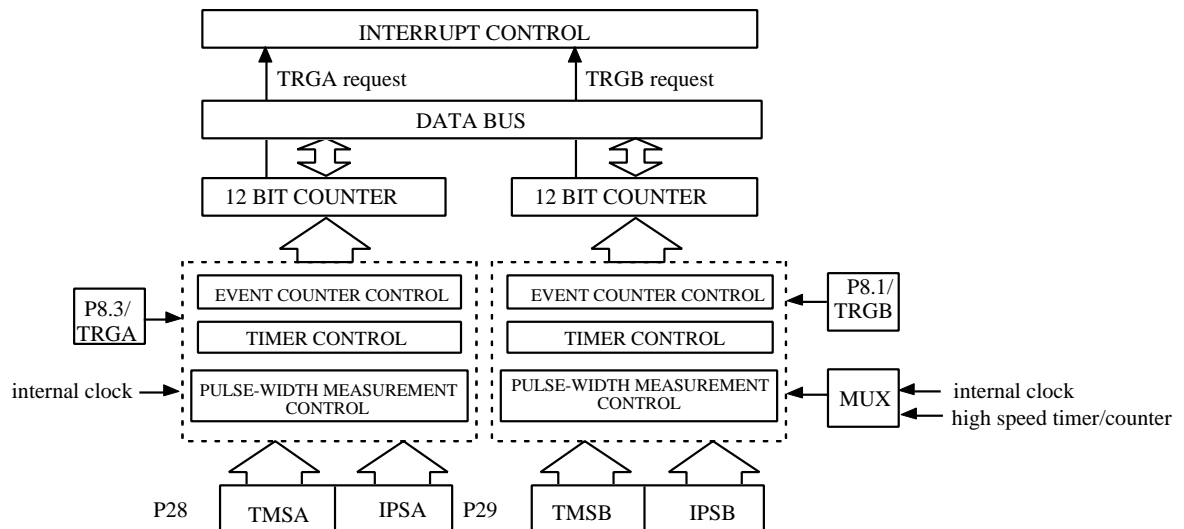 INTERRUPT CONTROL
TRGA request
TRGB request
DATA BUS
12 BIT COUNTER
12 BIT COUNTER
EVENT COUNTER CONTROL
EVENT COUNTER CONTROL
P8.3/
TRGA
P8.1/
TRGB
TIMER CONTROL
TIMER CONTROL
internal clock
PULSE-WIDTH MEASUREMENT
CONTROL
PULSE-WIDTH MEASUREMENT
CONTROL
MUX
internal clock
high speed timer/counter
P28
TMSA
IPSA
P29
TMSB
IPSB